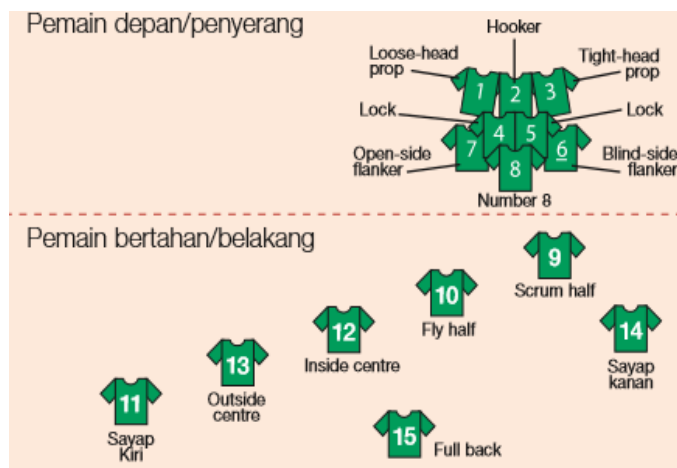 Pemain depan/penyerang
Hooker
Loose-head
prop
Tight-head
prop
1
2
3
Lock
Lock
4
5
7
6
Open-side
flanker
8
Blind-side
flanker
Number 8
Pemain bertahan/belakang
9
Scrum half
10
Fly half
14
Sayap
kanan
12
Inside centre
13
Outside
centre
11
Sayap
Kiri
15
Full back